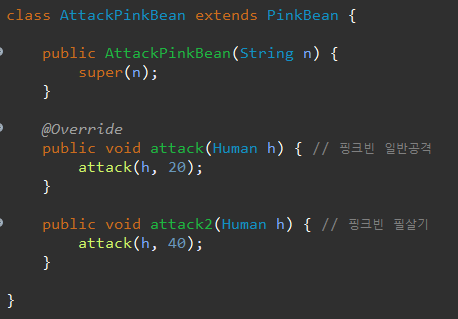 class AttackPinkBean extends PinkBean {
public AttackPinkBean(String n) {
super(n);
}
@Override
public void attack(Human h) { // 핑크빈 일반공격
attack(h, 20);
}
public void attack2(Human h) { // 핑크빈 필살기
attack(h, 40);
}
}